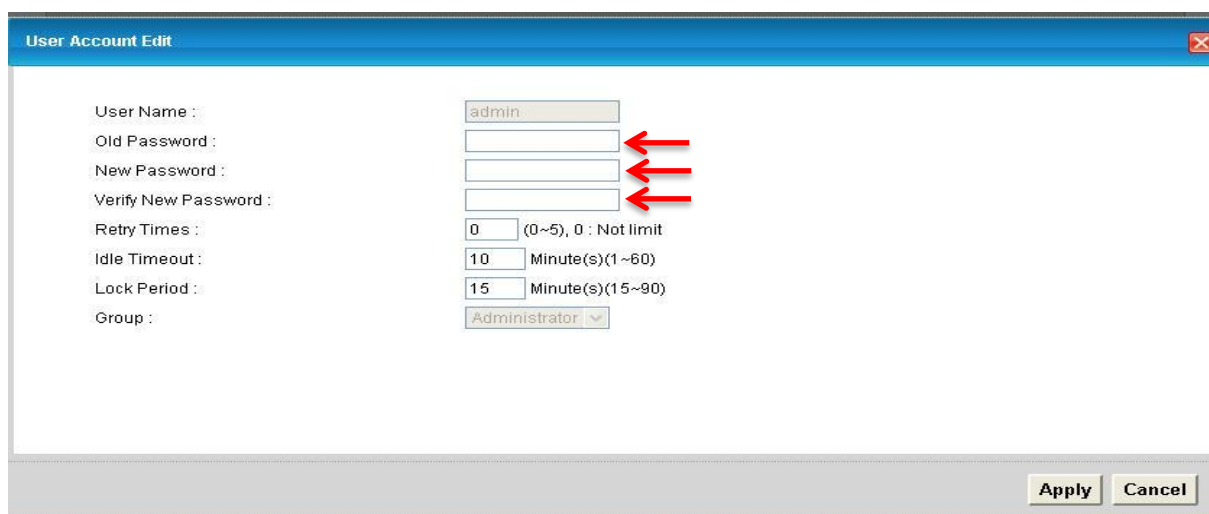 User Account Edit
User Name : admin
Old Password :
New Password :
Verify New Password :
Retry Times : 0 (0~5), 0 : Not limit
Idle Timeout : 10 Minute(s)(1~60)
Lock Period : 15 Minute(s)(15~90)
Group : Administrator
Apply Cancel